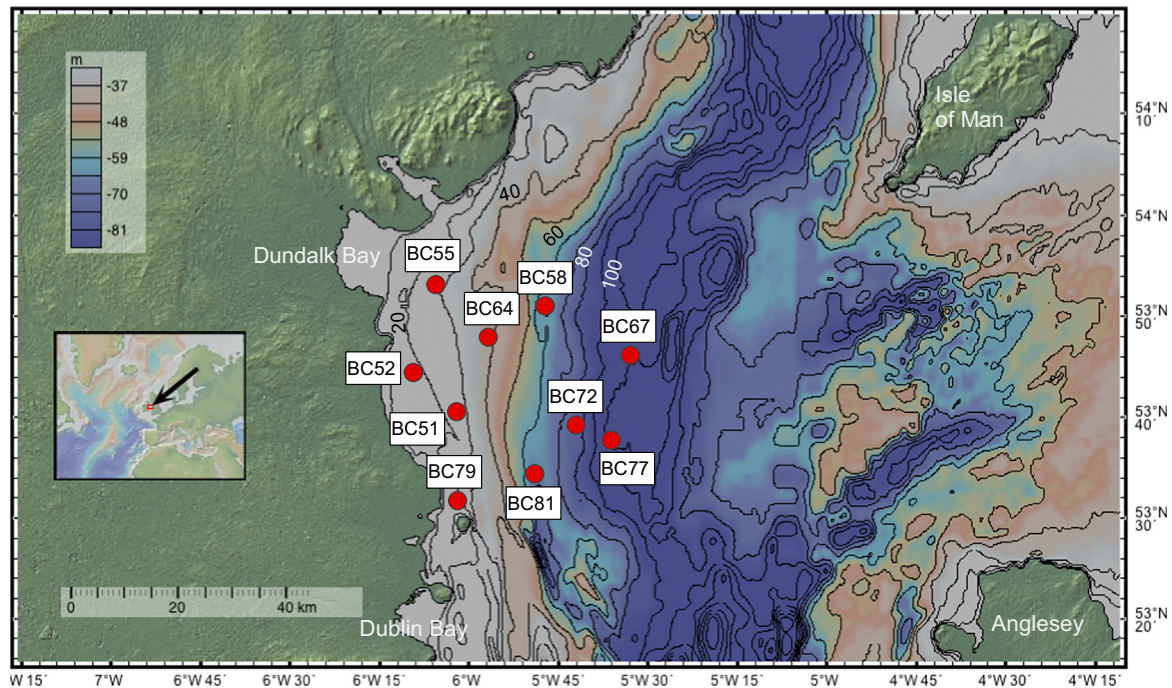 m
-37
-48
-59
-70
-81
Isle
of Man
54°N
10´
40
54°N
60
Dundalk Bay
BC55
80
BC58
100
BC64
BC67
20
53°N
50´
BC52
BC72
53°N
40´
BC51
BC79
BC77
BC81
53°N
30´
0 20 40 km
Dublin Bay
Anglesey
53°N
20´
°W 15´ 7°W 6°W 45´ 6°W 30´ 6°W 15´ 6°W 5°W 45´ 5°W 30´ 5°W 15´ 5°W 4°W 45´ 4°W 30´ 4°W 15´